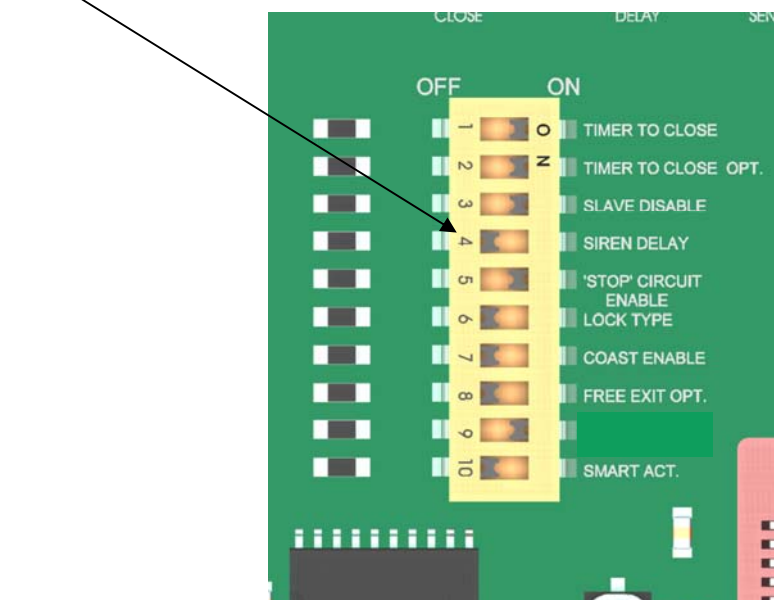 CLOSE
DELAY
OFF ON
1 O TIMER TO CLOSE
2 N TIMER TO CLOSE OPT.
3 SLAVE DISABLE
4 SIREN DELAY
5 'STOP' CIRCUIT
ENABLE
6 LOCK TYPE
7 COAST ENABLE
8 FREE EXIT OPT.
9
10 SMART ACT.